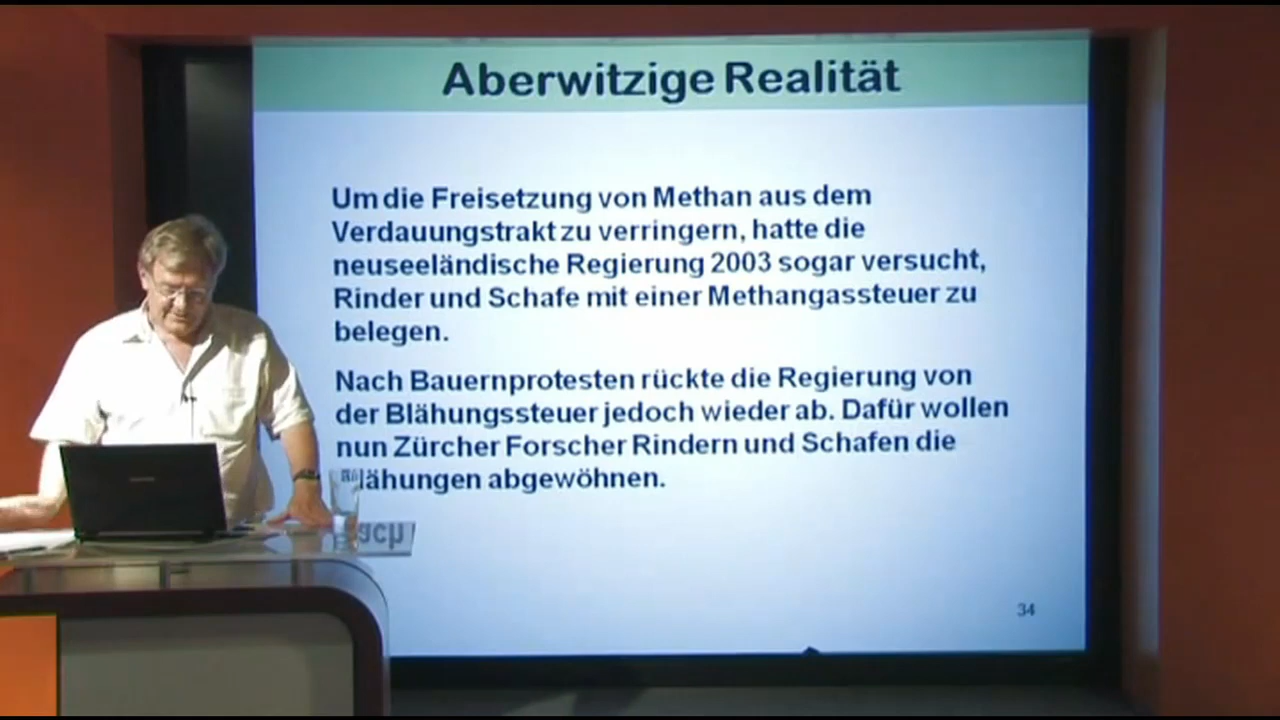 Aberwitzige Realität
Um die Freisetzung von Methan aus dem
Verdauungstrakt zu verringern, hatte die
neuseeländische Regierung 2003 sogar versucht,
Rinder und Schafe mit einer Methangassteuer zu
belegen.
Nach Bauernprotesten rückte die Regierung von
der Blähungssteuer jedoch wieder ab. Dafür wollen
nun Zürcher Forscher Rindern und Schafen die
Blähungen abgewöhnen.
34